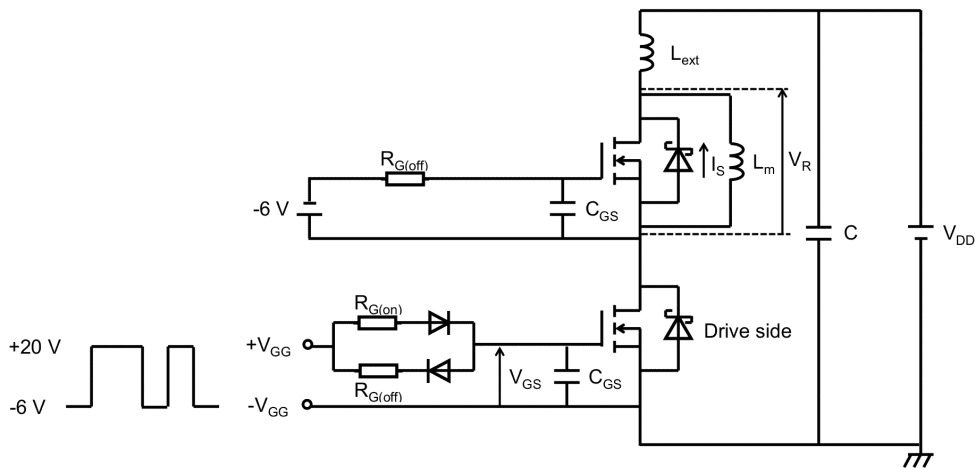 L_ext
R_G(off)
I_S
L_m
V_R
-6 V
C_GS
C
V_DD
R_G(on)
Drive side
+20 V
+V_GG
V_GS
C_GS
R_G(off)
-6 V
-V_GG